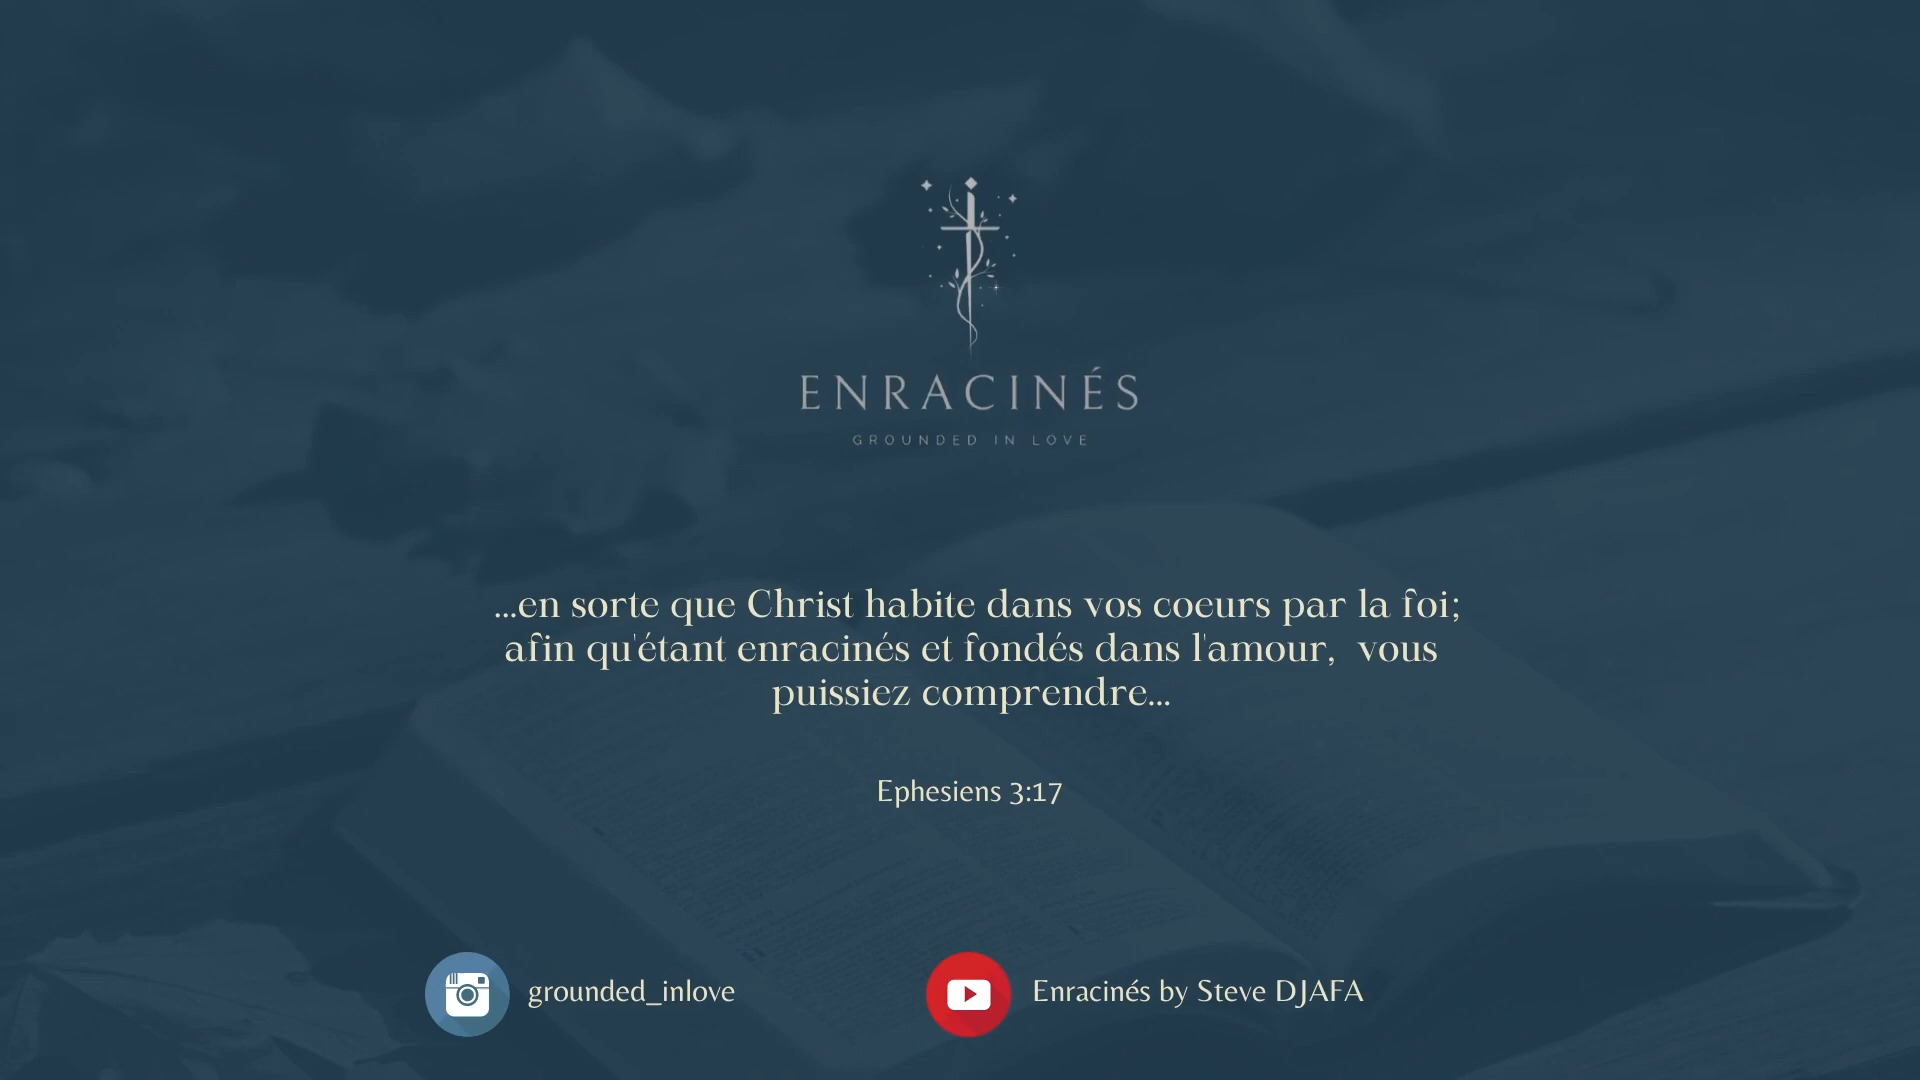 ENRACINÉS
GROUNDED IN LOVE
...en sorte que Christ habite dans vos coeurs par la foi;
afin qu'étant enracinés et fondés dans l'amour,  vous
puissiez comprendre...
Ephesiens 3:17
grounded_inlove
Enracinés by Steve DJAFA